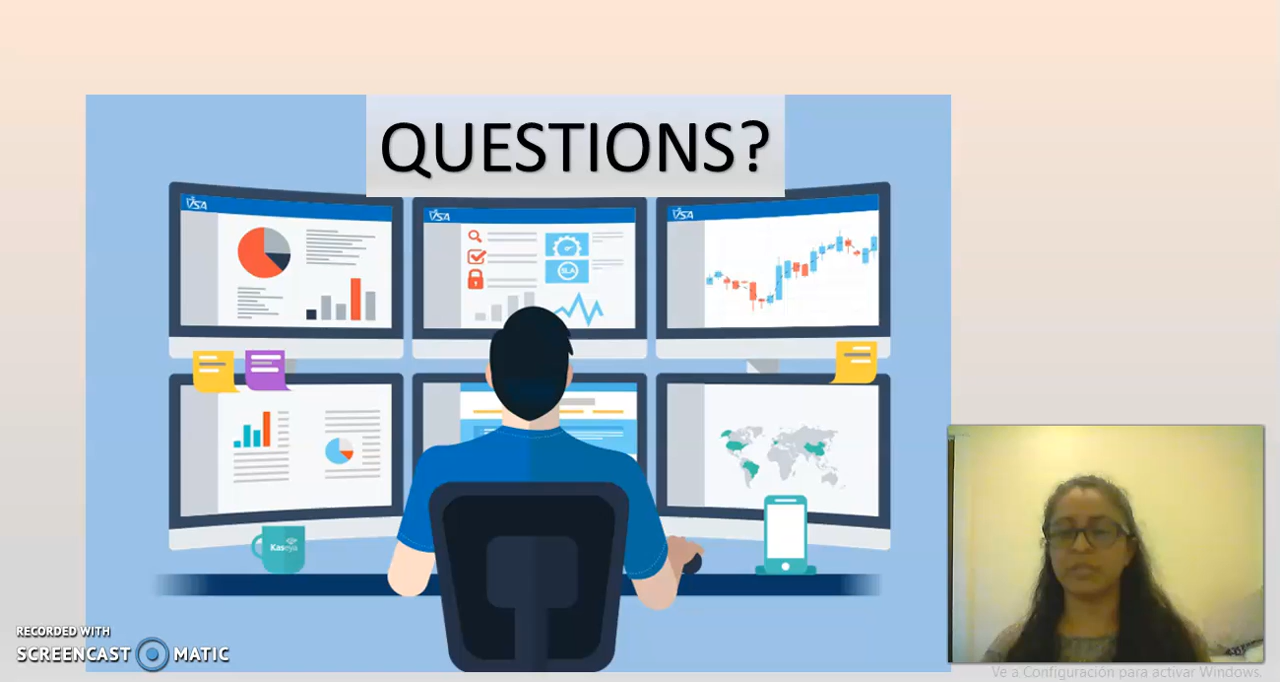 QUESTIONS?
VSA
VSA
VSA
SLA
Kaseya
RECORDED WITH
SCREENCAST MATIC
Ve a Configuración para activar Windows.